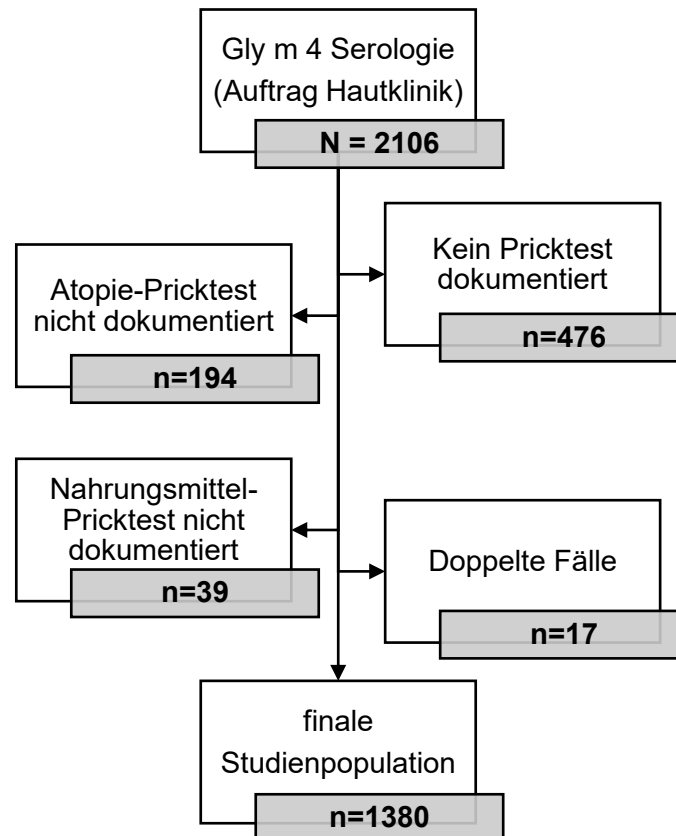 Gly m 4 Serologie
(Auftrag Hautklinik)
N = 2106
Kein Pricktest
dokumentiert
n=476
Atopie-Pricktest
nicht dokumentiert
n=194
Nahrungsmittel-
Pricktest nicht
dokumentiert
n=39
Doppelte Fälle
n=17
finale
Studienpopulation
n=1380